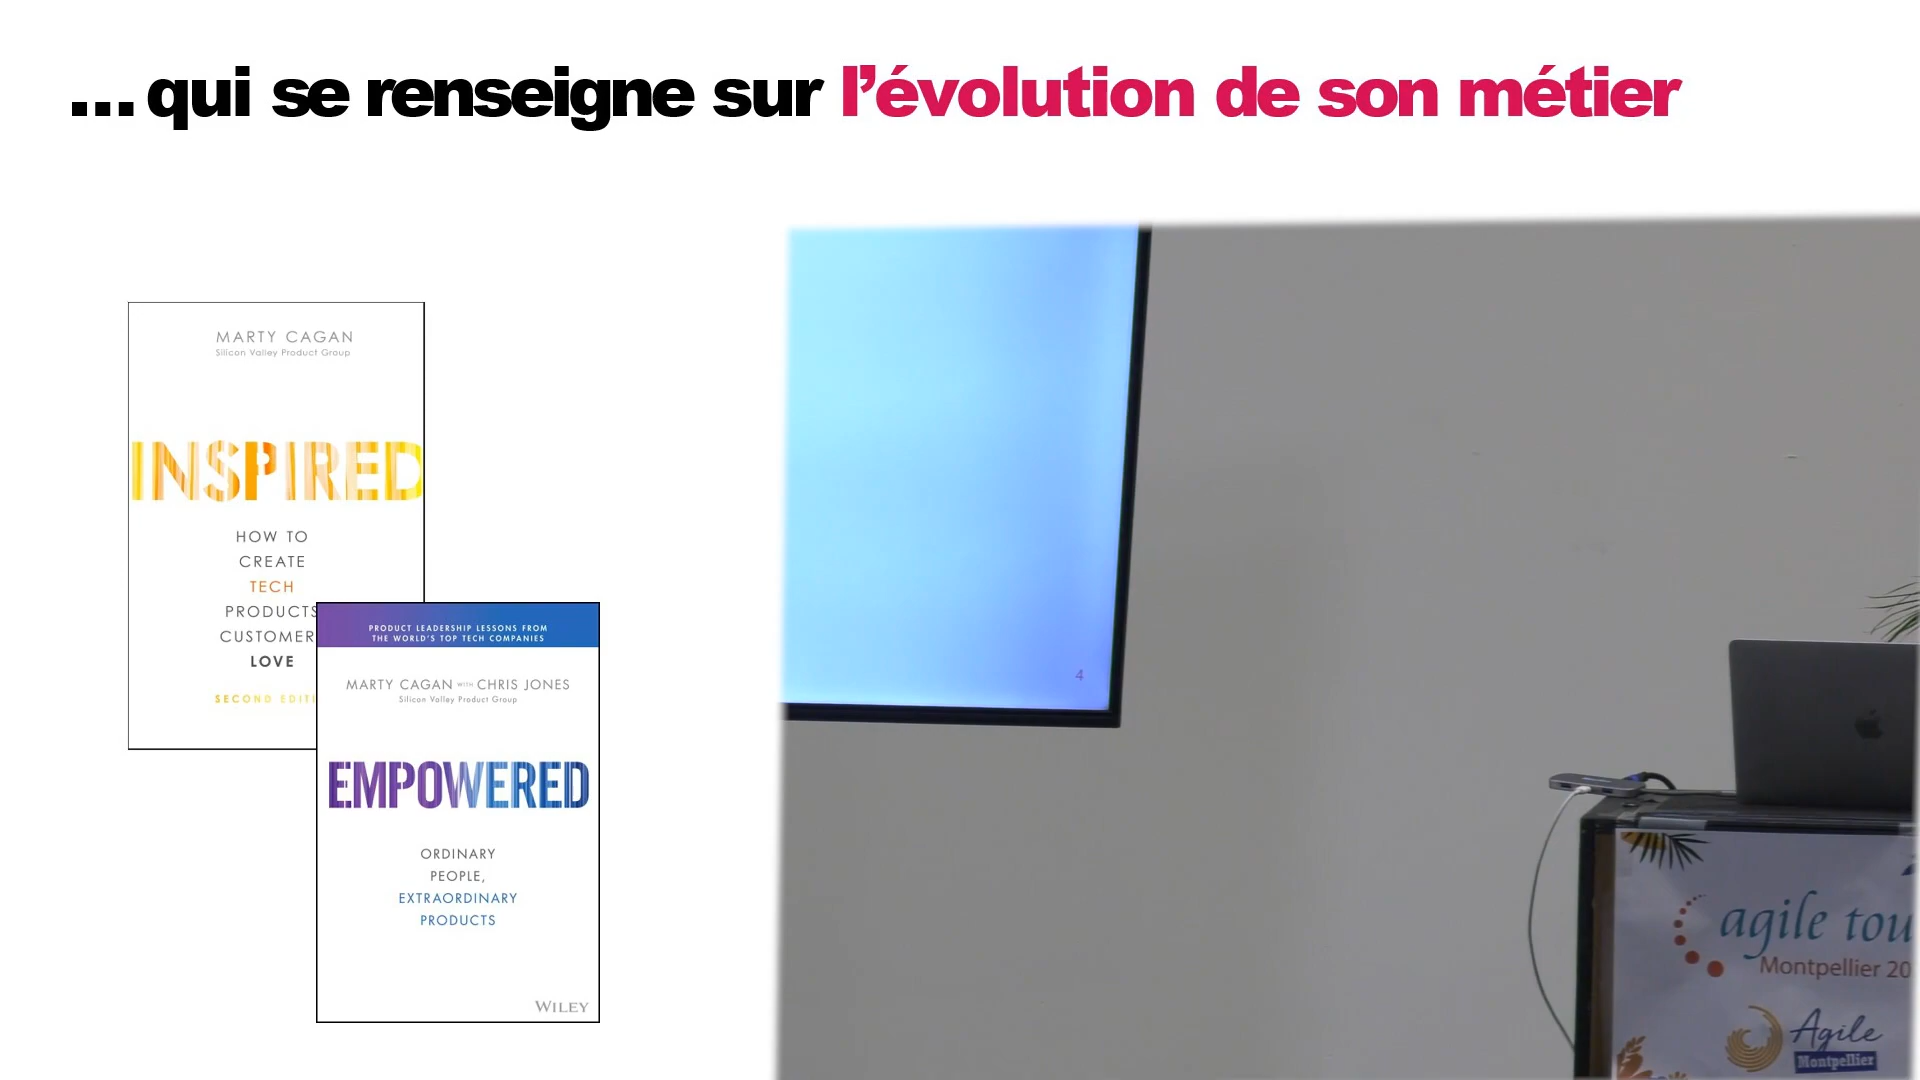 ...qui se renseigne sur l’évolution de son métier
MARTY CAGAN
Silicon Valley Product Group
INSPIRED
HOW TO
CREATE
TECH
PRODUCTS
CUSTOMER
LOVE
SECOND EDITI
PRODUCT LEADERSHIP LESSONS FROM
THE WORLD'S TOP TECH COMPANIES
MARTY CAGAN WITH CHRIS JONES
Silicon Valley Product Group
EMPOWERED
ORDINARY
PEOPLE,
EXTRAORDINARY
PRODUCTS
WILEY
4
agile tou
Montpellier 20
Agile
Montpellier